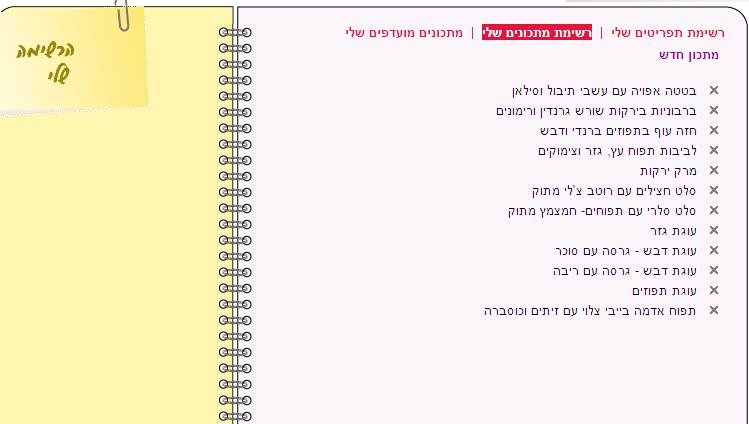 רשימת תפריטים שלי | רשימת מתכונים שלי | מתכונים מועדפים שלי
מתכון חדש
בטטה אפויה עם עשבי תיבול וסילאן
ברבוניות בירקות שורש גרנדין ורימונים
חזה עוף בתפוזים ברנדי ודבש
לביבות תפוח עץ, גזר וצימוקים
מרק ירקות
סלט חצילים עם רוטב צ'לי מתוק
סלט סלרי עם תפוחים- חמצמץ מתוק
עוגת גזר
עוגת דבש - גרסה עם סוכר
עוגת דבש - גרסה עם ריבה
עוגת תפוזים
תפוח אדמה בייבי צלוי עם זיתים וכוסברה
הרשימה
שלי